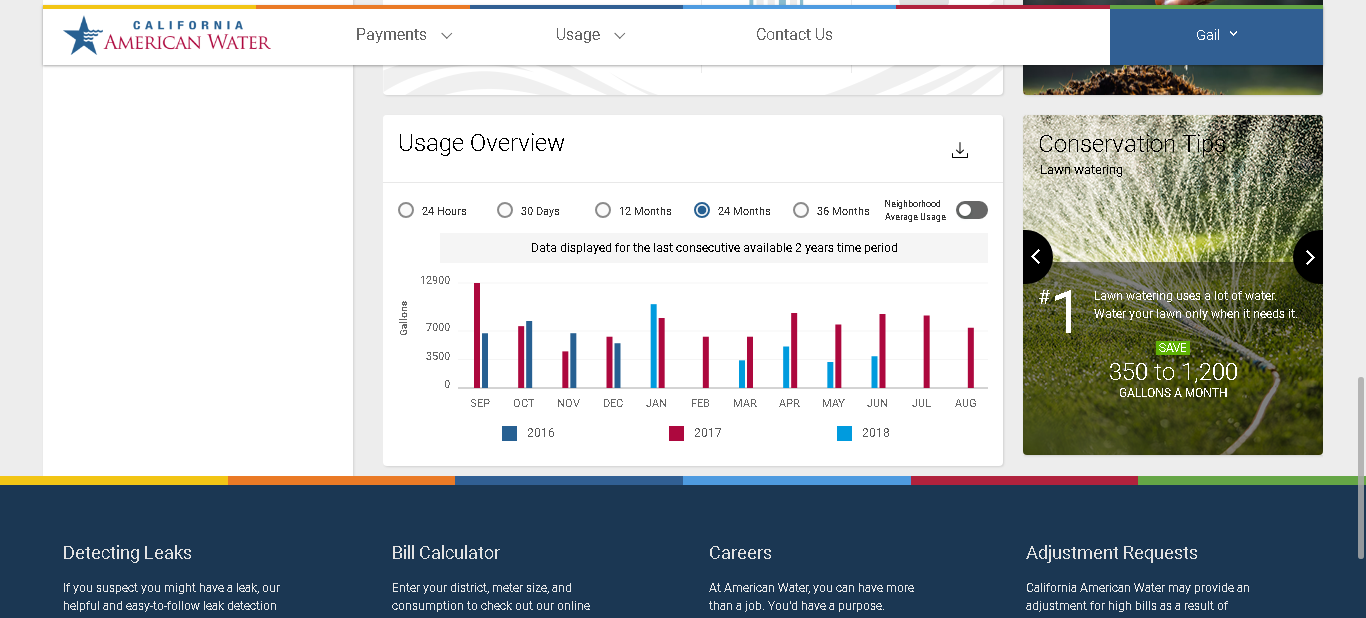 CALIFORNIA
AMERICAN WATER
Payments
Usage
Contact Us
Gail
Usage Overview
24 Hours
30 Days
12 Months
24 Months
36 Months
Neighborhood
Average Usage
Data displayed for the last consecutive available 2 years time period
Gallons
12900
7000
3500
0
SEP OCT NOV DEC JAN FEB MAR APR MAY JUN JUL AUG
2016 2017 2018
Conservation Tips
Lawn watering
#1
Lawn watering uses a lot of water.
Water your lawn only when it needs it.
SAVE
350 to 1,200
GALLONS A MONTH
Detecting Leaks
If you suspect you might have a leak, our
helpful and easy-to-follow leak detection
Bill Calculator
Enter your district, meter size, and
consumption to check out our online
Careers
At American Water, you can have more
than a job. You'd have a purpose.
Adjustment Requests
California American Water may provide an
adjustment for high bills as a result of